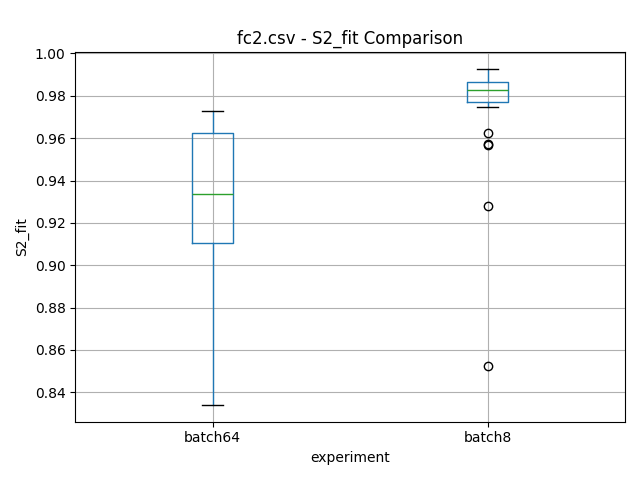 fc2.csv - S2_fit Comparison
1.00
0.98
0.96
0.94
0.92
0.90
0.88
0.86
0.84
S2_fit
batch64
batch8
experiment